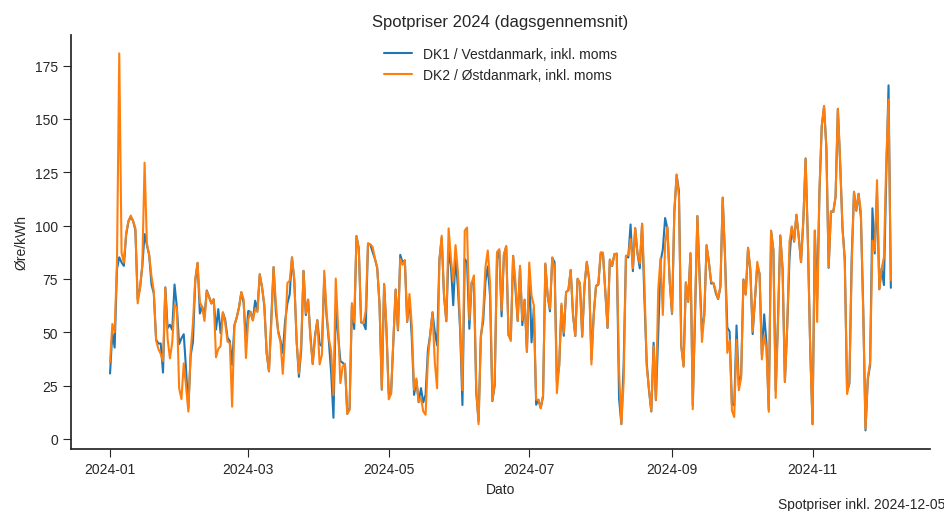 Spotpriser 2024 (dagsgennemsnit)
DK1 / Vestdanmark, inkl. moms
DK2 / Østdanmark, inkl. moms
Øre/kWh
175
150
125
100
75
50
25
0
2024-01
2024-03
2024-05
2024-07
2024-09
2024-11
Dato
Spotpriser inkl. 2024-12-05